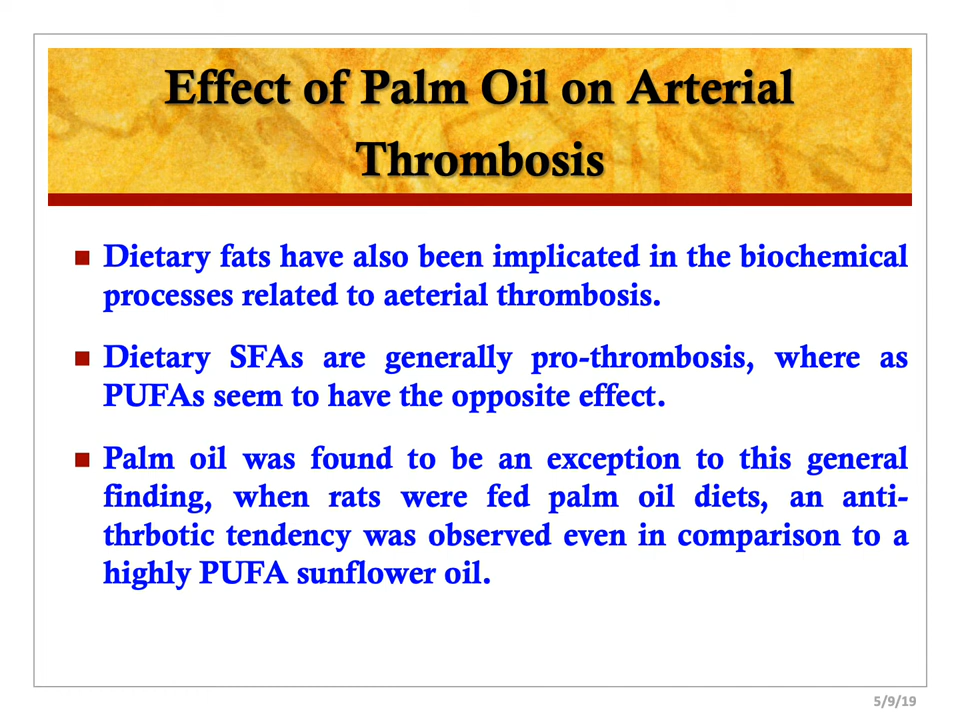 Effect of Palm Oil on Arterial
Thrombosis
Dietary fats have also been implicated in the biochemical
processes related to aeterial thrombosis.
Dietary SFAs are generally pro-thrombosis, where as
PUFAs seem to have the opposite effect.
Palm oil was found to be an exception to this general
finding, when rats were fed palm oil diets, an anti-
thrbotic tendency was observed even in comparison to a
highly PUFA sunflower oil.
5/9/19